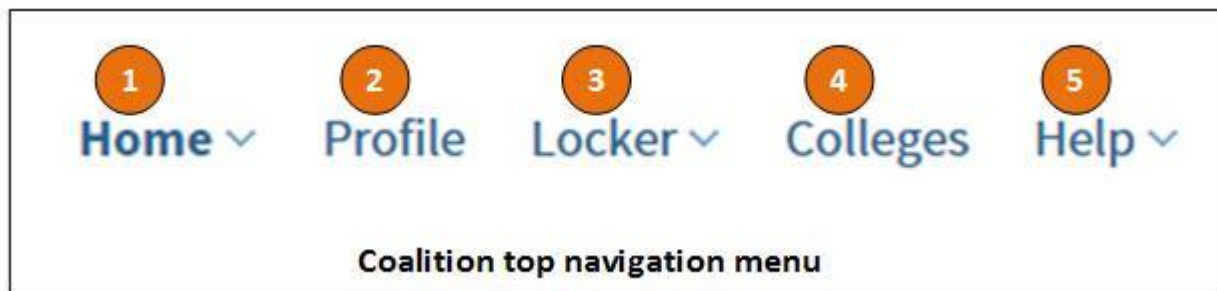 1 2 3 4 5
Home Profile Locker Colleges Help
Coalition top navigation menu